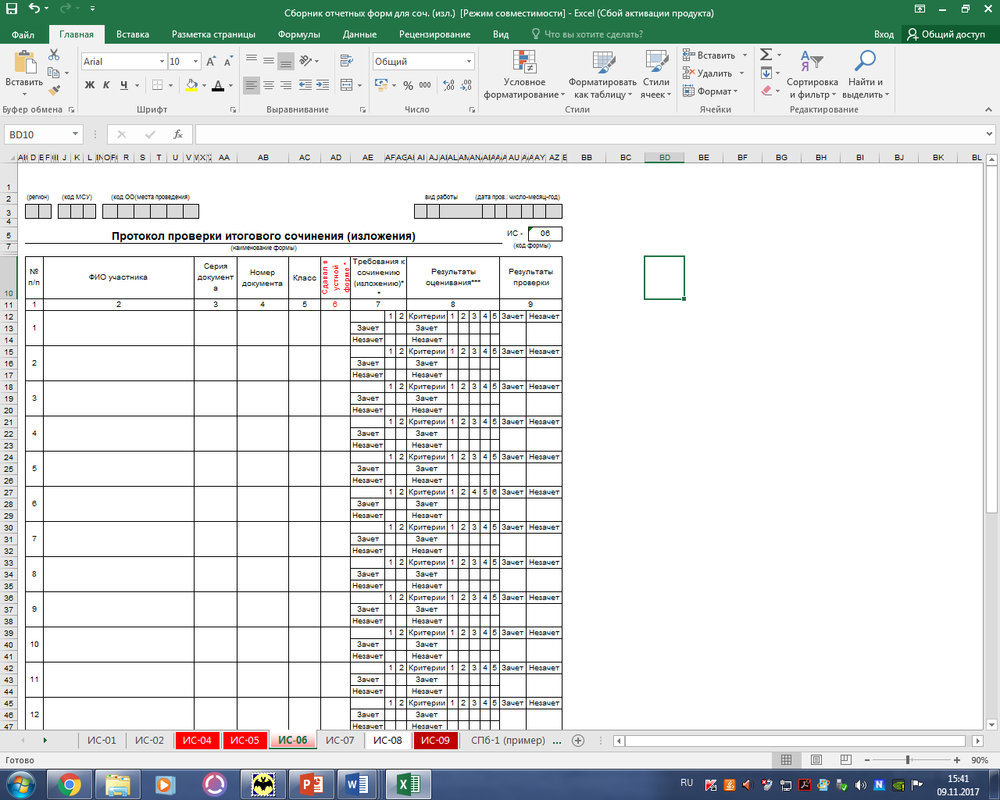 Сборник отчетных форм для соч. (изл.) [Режим совместимости] - Excel (Сбой активации продукта)
Файл Главная Вставка Разметка страницы Формулы Данные Рецензирование Вид Что вы хотите сделать? Вход Общий доступ
Вставить
Arial 10
Ж К Ч А
Общий
% 000
Условное форматирование
Форматировать как таблицу
Стили ячеек
Вставить
Удалить
Формат
Сортировка и фильтр
Найти и выделить
Буфер обмена Шрифт Выравнивание Число Стили Ячейки Редактирование
BD10 fx
D E F J K L O R S T U V X AA AB AC AD AE AF AI AJ AU AY AZ BB BC BD BE BF BG BH BI BJ BK BL
1
2 (регион) (код МСУ) (код ОО(места проведения) вид работы (дата пров.: число-месяц-год)
3
4
5 Протокол проверки итогового сочинения (изложения) ИС - 06
7 (наименование формы) (код формы)
10 № п/п ФИО участника Серия документ а Номер документа Класс Сдавал в устной форме * Требования к сочинению (изложению)* * Результаты оценивания*** Результаты проверки
11 1 2 3 4 5 6 7 8 9
12 1 2 Критерии 1 2 3 4 5 Зачет Незачет
13 1 Зачет Зачет
14 Незачет Незачет
15 1 2 Критерии 1 2 3 4 5 Зачет Незачет
16 2 Зачет Зачет
17 Незачет Незачет
18 1 2 Критерии 1 2 3 4 5 Зачет Незачет
19 3 Зачет Зачет
20 Незачет Незачет
21 1 2 Критерии 1 2 3 4 5 Зачет Незачет
22 4 Зачет Зачет
23 Незачет Незачет
24 1 2 Критерии 1 2 3 4 5 Зачет Незачет
25 5 Зачет Зачет
26 Незачет Незачет
27 1 2 Критерии 1 2 4 5 6 Зачет Незачет
28 6 Зачет Зачет
29 Незачет Незачет
30 1 2 Критерии 1 2 3 4 5 Зачет Незачет
31 7 Зачет Зачет
32 Незачет Незачет
33 1 2 Критерии 1 2 3 4 5 Зачет Незачет
34 8 Зачет Зачет
35 Незачет Незачет
36 1 2 Критерии 1 2 3 4 5 Зачет Незачет
37 9 Зачет Зачет
38 Незачет Незачет
39 1 2 Критерии 1 2 3 4 5 Зачет Незачет
40 10 Зачет Зачет
41 Незачет Незачет
42 1 2 Критерии 1 2 3 4 5 Зачет Незачет
43 11 Зачет Зачет
44 Незачет Незачет
45 1 2 Критерии 1 2 3 4 5 Зачет Незачет
46 12 Зачет Зачет
47 Незачет Незачет
ИС-01 ИС-02 ИС-04 ИС-05 ИС-06 ИС-07 ИС-08 ИС-09 СПб-1 (пример) ...
Готово 90%
RU 15:41
09.11.2017